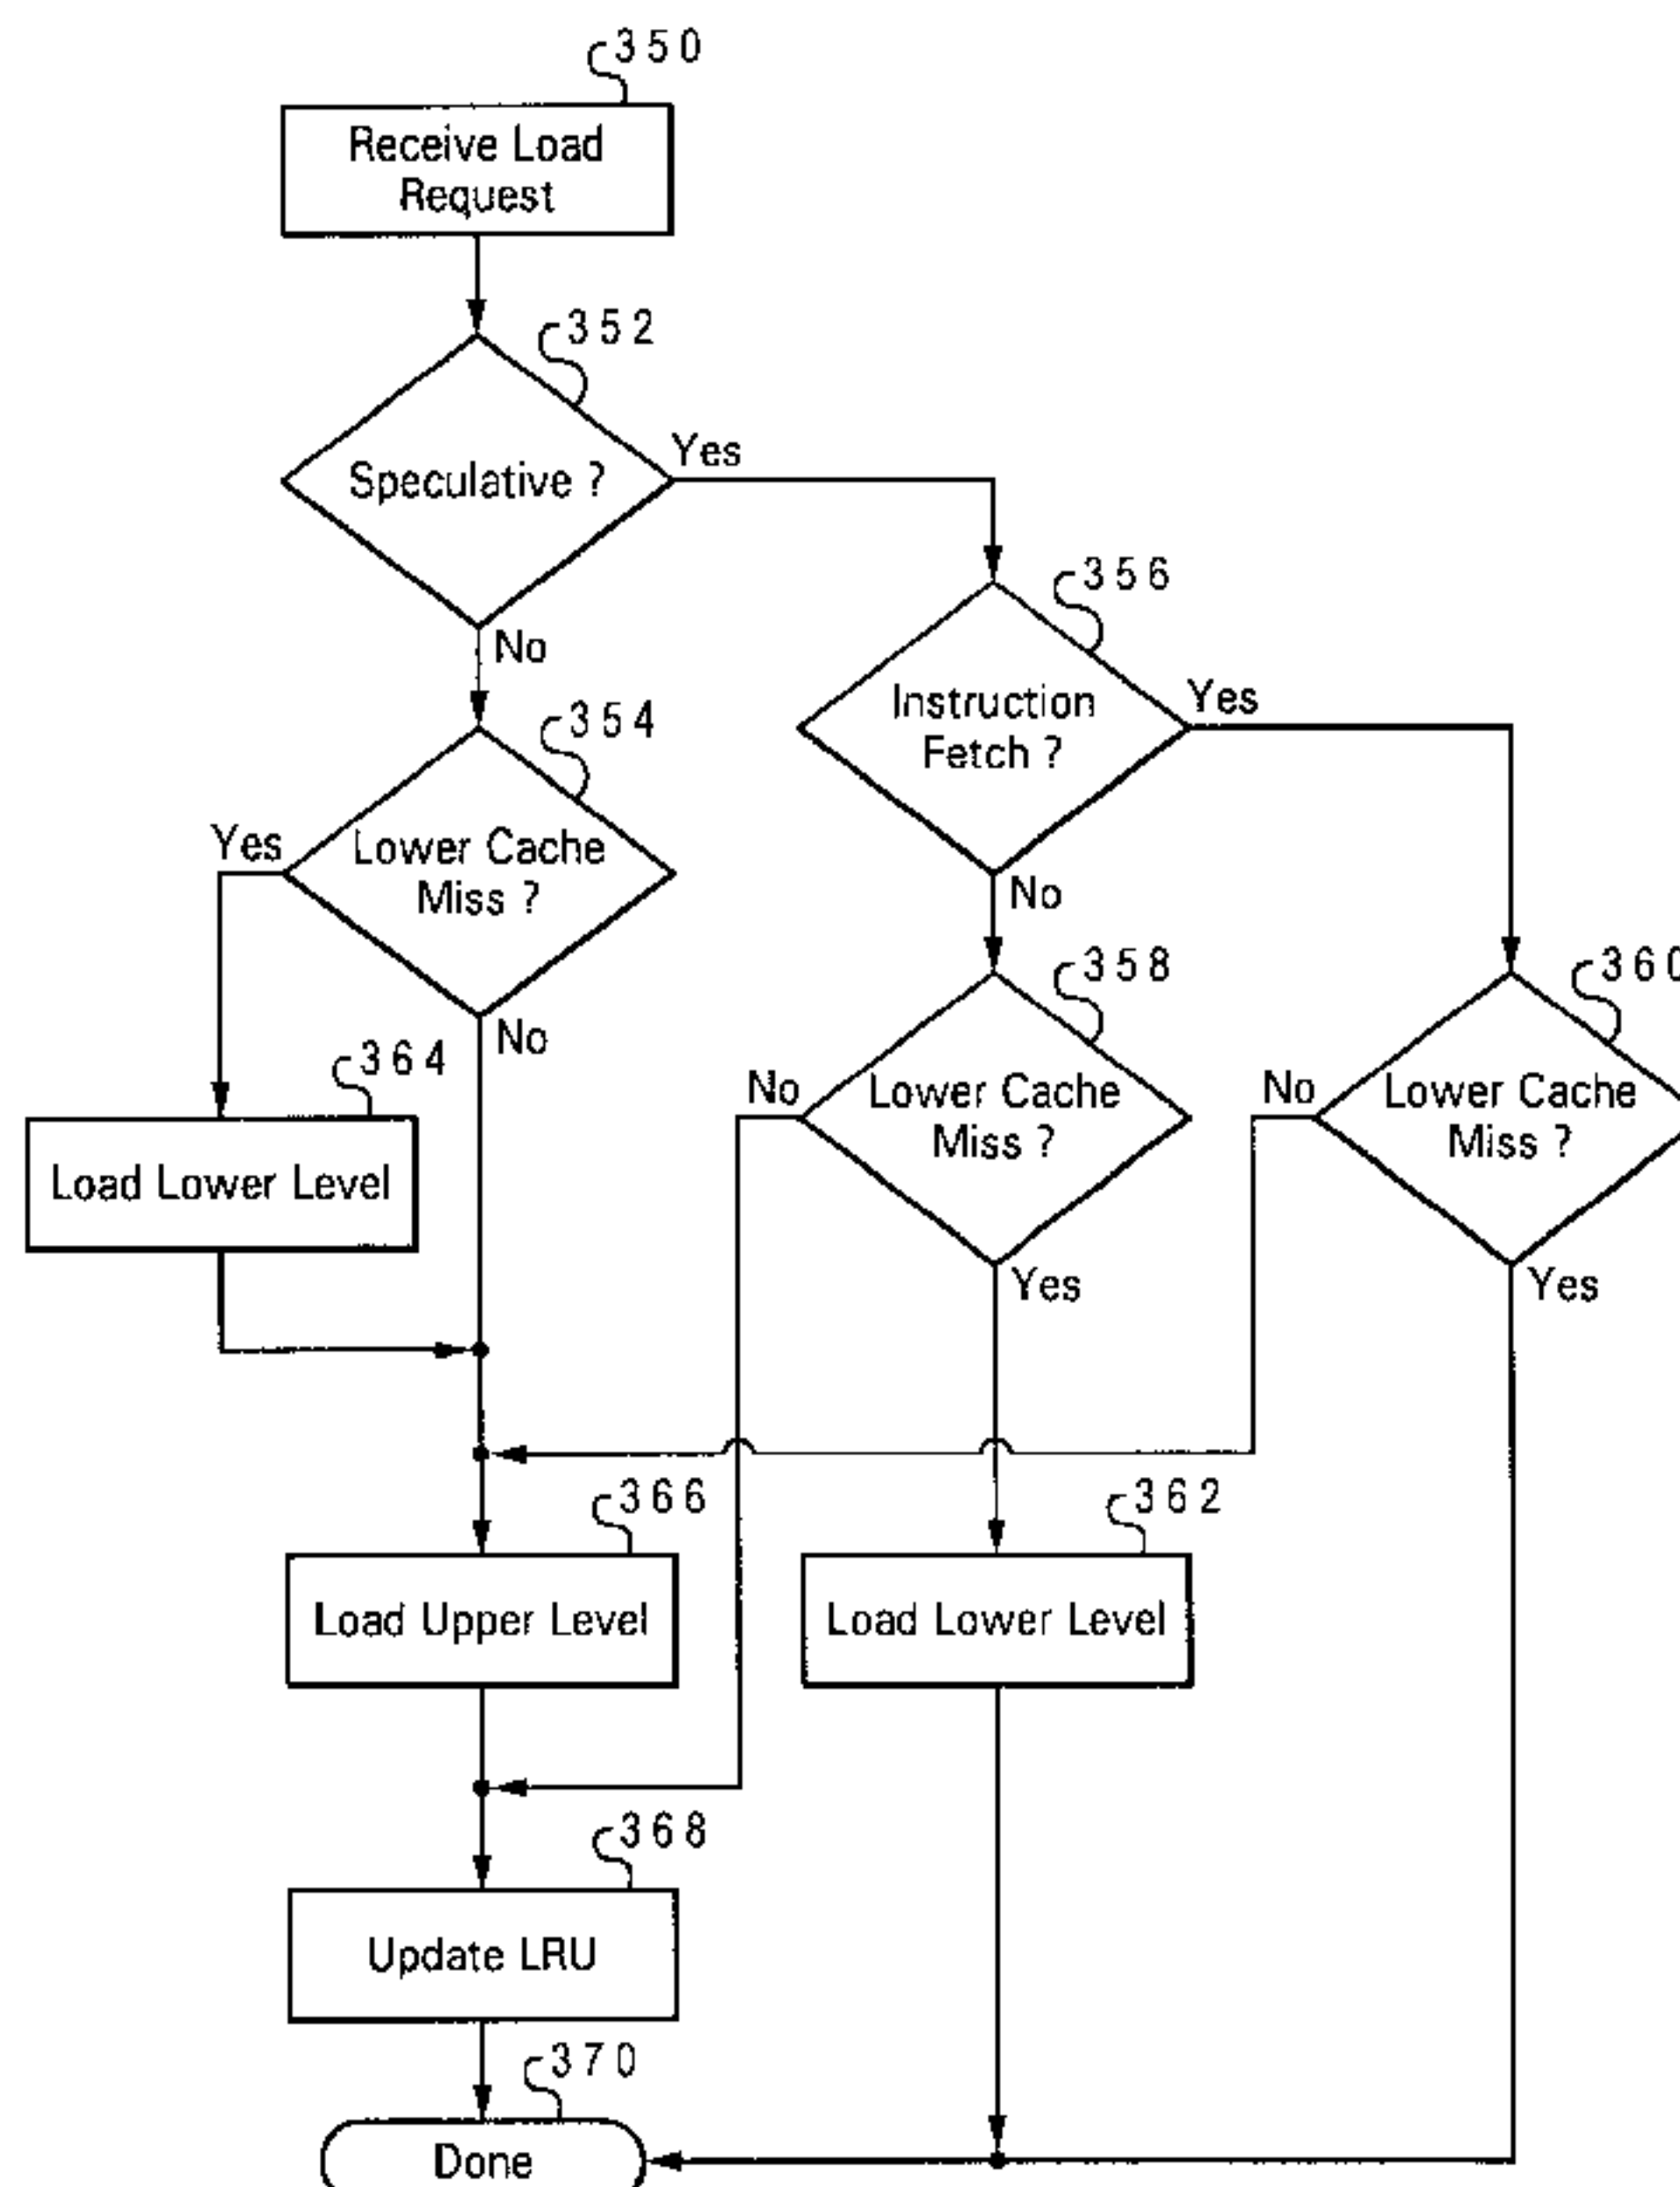 350
Receive Load
Request
352
Speculative ?
Yes
No
356
Instruction
Fetch ?
Yes
No
354
Lower Cache
Miss ?
Yes
No
358
Lower Cache
Miss ?
No
Yes
360
Lower Cache
Miss ?
No
Yes
364
Load Lower Level
366
Load Upper Level
362
Load Lower Level
368
Update LRU
370
Done